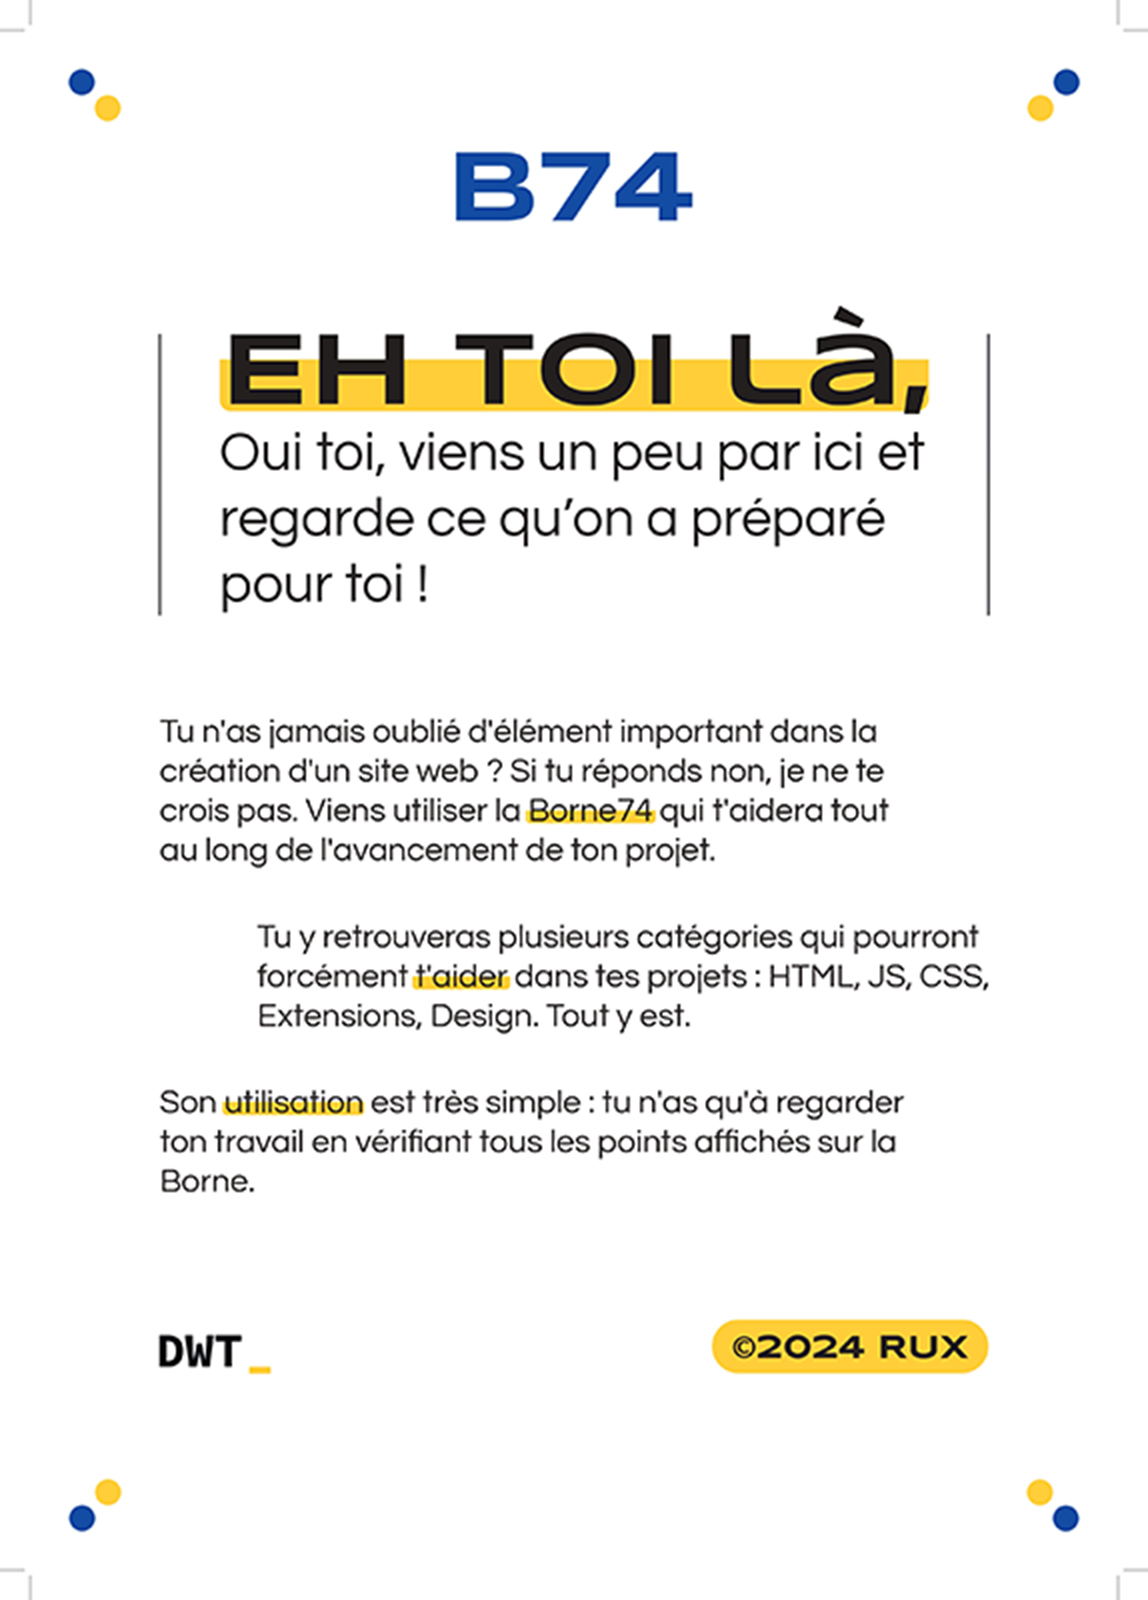 B74
EH TOI Là,
Oui toi, viens un peu par ici et
regarde ce qu’on a préparé
pour toi !
Tu n'as jamais oublié d'élément important dans la
création d'un site web ? Si tu réponds non, je ne te
crois pas. Viens utiliser la Borne74 qui t'aidera tout
au long de l'avancement de ton projet.
Tu y retrouveras plusieurs catégories qui pourront
forcément t'aider dans tes projets : HTML, JS, CSS,
Extensions, Design. Tout y est.
Son utilisation est très simple : tu n'as qu'à regarder
ton travail en vérifiant tous les points affichés sur la
Borne.
DWT_
©2024 RUX